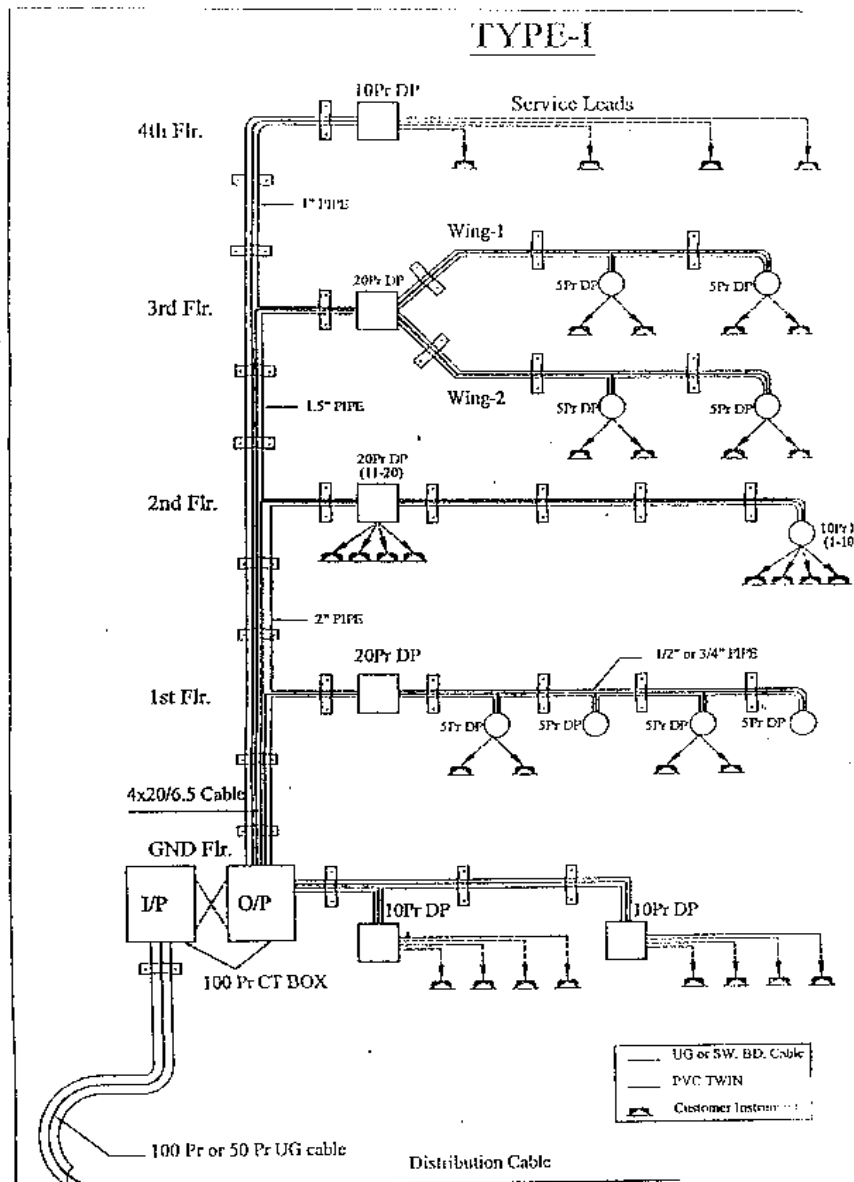 TYPE-I
10Pr DP
Service Leads
4th Flr.
1" PIPE
Wing-1
20Pr DP
5Pr DP
5Pr DP
3rd Flr.
Wing-2
1.5" PIPE
5Pr DP
5Pr DP
20Pr DP
(11-20)
2nd Flr.
10Pr
(1-10
2" PIPE
20Pr DP
1/2" or 3/4" PIPE
1st Flr.
5Pr DP
5Pr DP
5Pr DP
5Pr DP
4x20/6.5 Cable
GND Flr.
I/P
O/P
10Pr DP
10Pr DP
100 Pr CT BOX
UG or SW. BD. Cable
PVC TWIN
Customer
100 Pr or 50 Pr UG cable
Distribution Cable